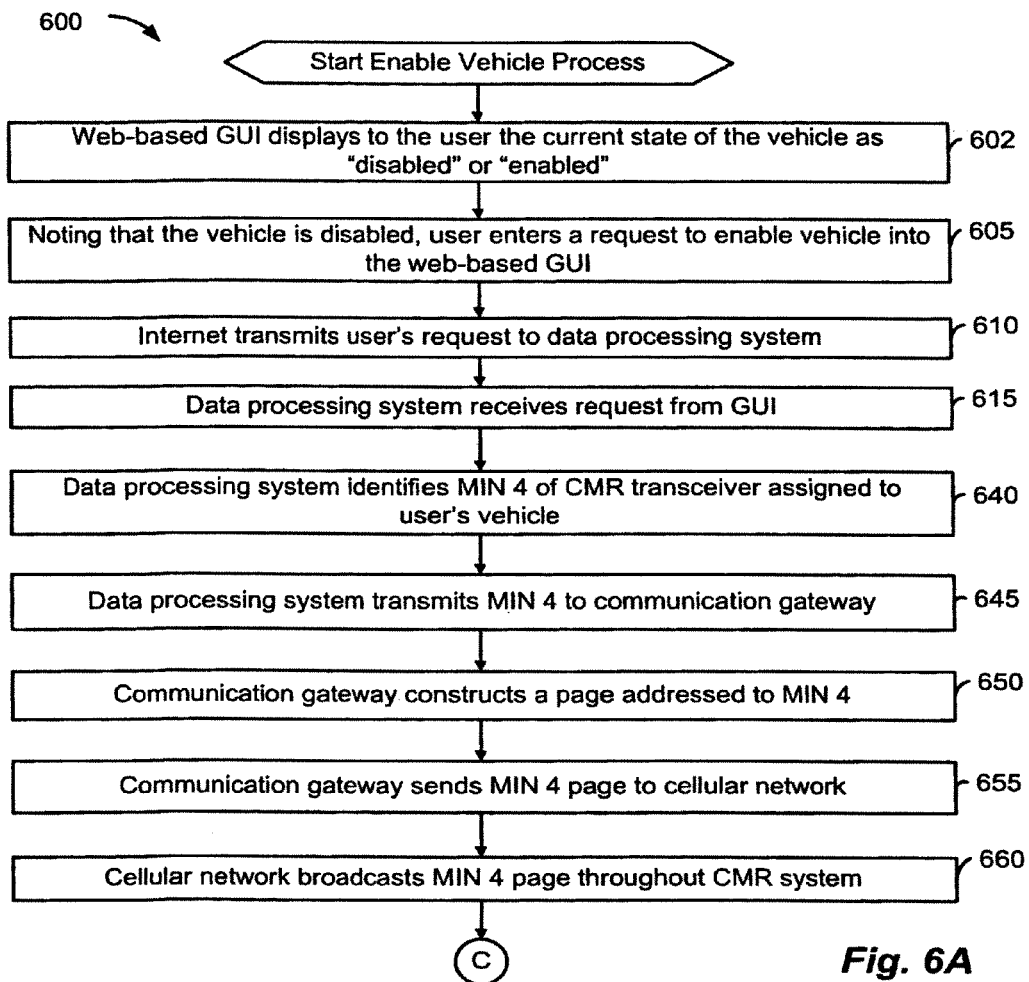 600
Start Enable Vehicle Process
Web-based GUI displays to the user the current state of the vehicle as
"disabled" or "enabled"
602
Noting that the vehicle is disabled, user enters a request to enable vehicle into
the web-based GUI
605
Internet transmits user's request to data processing system
610
Data processing system receives request from GUI
615
Data processing system identifies MIN 4 of CMR transceiver assigned to
user's vehicle
640
Data processing system transmits MIN 4 to communication gateway
645
Communication gateway constructs a page addressed to MIN 4
650
Communication gateway sends MIN 4 page to cellular network
655
Cellular network broadcasts MIN 4 page throughout CMR system
660
C
Fig. 6A